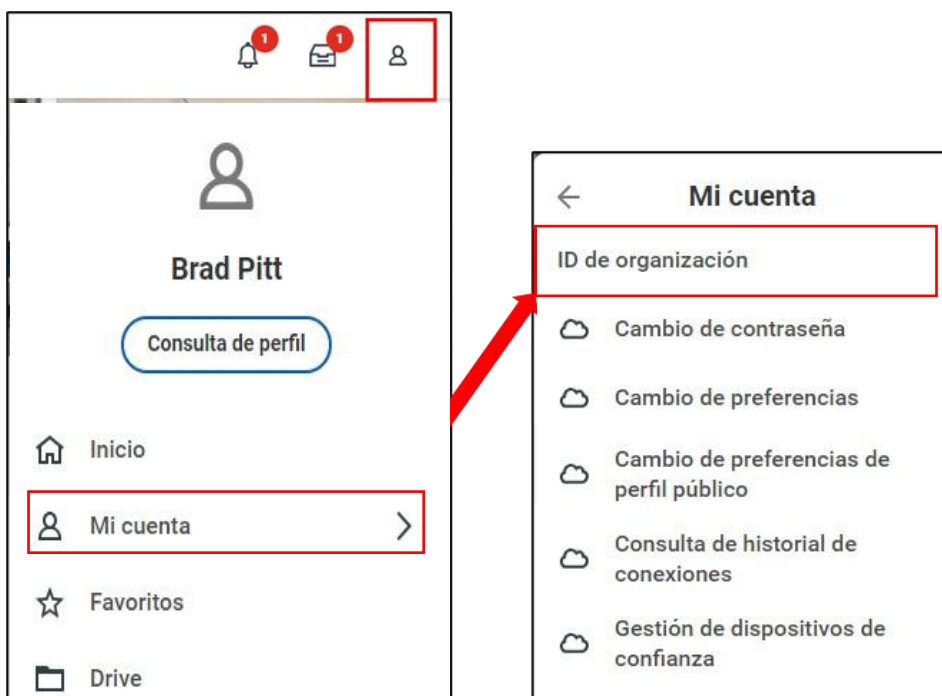 1
1
Brad Pitt
Consulta de perfil
Inicio
Mi cuenta
Favoritos
Drive
Mi cuenta
ID de organización
Cambio de contraseña
Cambio de preferencias
Cambio de preferencias de
perfil público
Consulta de historial de
conexiones
Gestión de dispositivos de
confianza